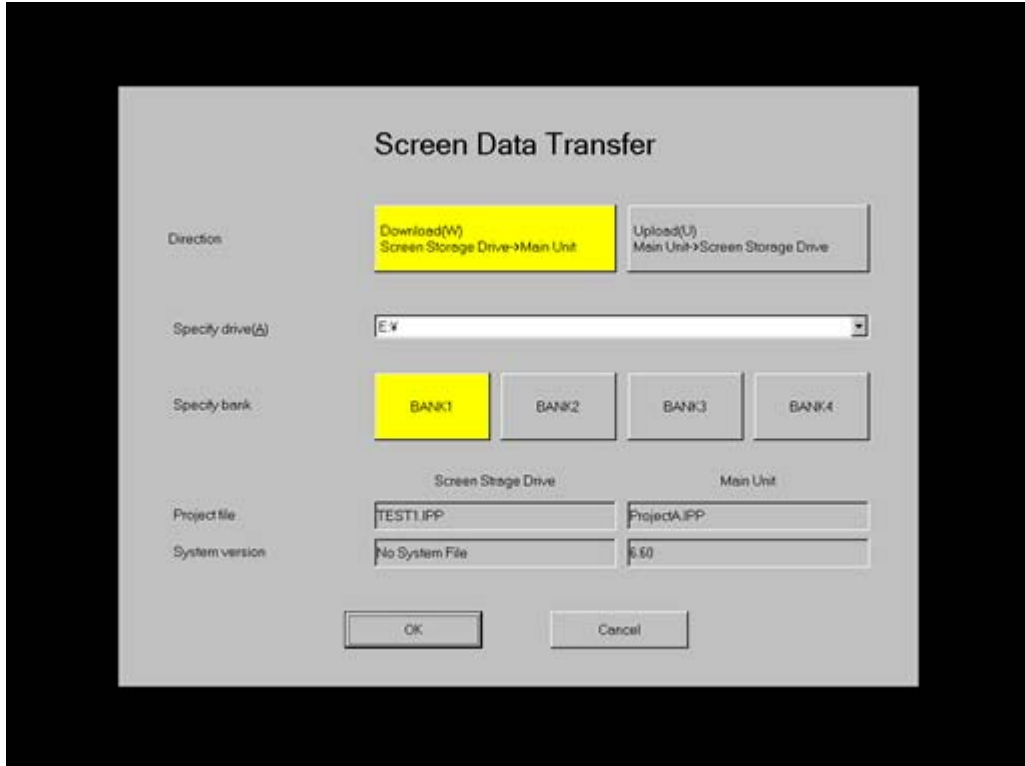 Screen Data Transfer
Direction
Download(W)
Screen Storage Drive->Main Unit
Upload(U)
Main Unit->Screen Storage Drive
Specify drive(A)
E:¥
Specify bank
BANK1
BANK2
BANK3
BANK4
Screen Strage Drive
Main Unit
Project file
TEST1.IPP
ProjectA.IPP
System version
No System File
6.60
OK
Cancel